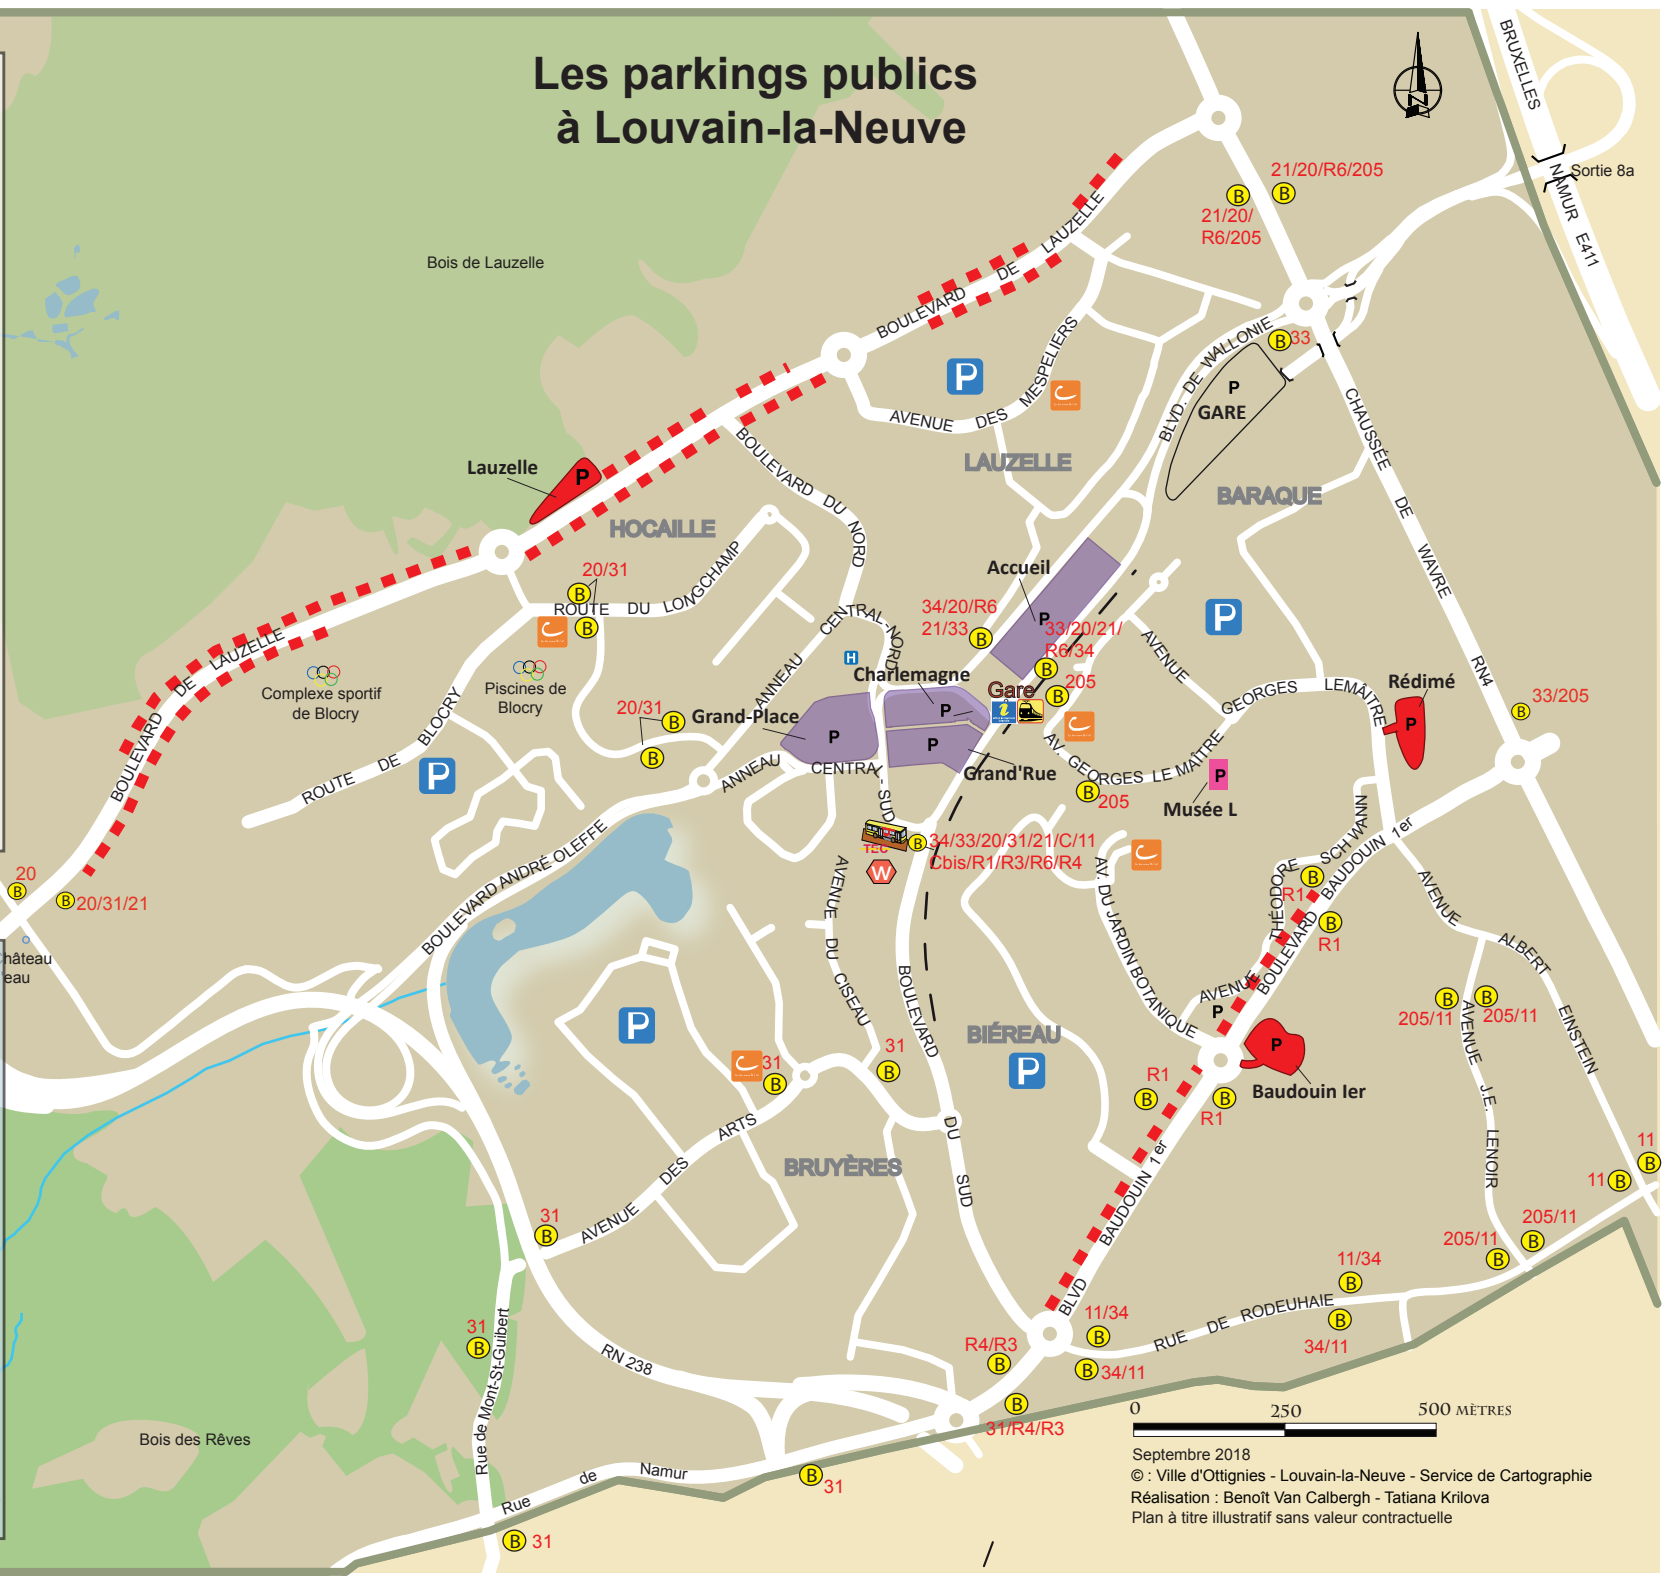 Les parkings publics
à Louvain-la-Neuve
BRUXELLES
NAMUR E411
Sortie 8a
N
21/20/R6/205
B
B
21/20/
R6/205
Bois de Lauzelle
BOULEVARD DE LAUZELLE
B 33
BLVD. DE WALLONIE
P
GARE
P
AVENUE DES MESPELIERS
LAUZELLE
BARAQUE
CHAUSSÉE DE WAVRE RN4
Lauzelle
P
HOCAILLE
BOULEVARD DU NORD
20/31
B
B
ROUTE DU LONGCHAMP
Accueil
P
34/20/R6
21/33 B
33/20/21/
R6/34
B
P
AVENUE
ANNEAU CENTRAL-NORD
H
Charlemagne
P
Gare
i
205
B
GEORGES LEMAÎTRE
Rédimé
P
33/205
B
BOULEVARD DE LAUZELLE
Complexe sportif
de Blocry
Piscines de
Blocry
20/31
B
B
Grand-Place
P
P
Grand'Rue
AV. GEORGES LE MAÎTRE
P
Musée L
B
205
ROUTE DE BLOCRY
P
ANNEAU CENTRAL - SUD
TEC
W
B 34/33/20/31/21/C/11
Cbis/R1/R3/R6/R4
BOULEVARD ANDRÉ OLEFFE
20
B
B 20/31/21
hâteau
eau
AVENUE DU CISEAU
AV. DU JARDIN BOTANIQUE
AVENUE THÉODORE SCHWANN
BOULEVARD BAUDOUIN 1er
B
R1
B
R1
AVENUE ALBERT EINSTEIN
B
B
205/11
205/11
AVENUE J.E. LENOIR
BOULEVARD DU SUD
BIÉREAU
P
P
P
P
Baudouin Ier
31
B
31
B
R1
B
B
R1
AVENUE DES ARTS
BRUYÈRES
BLVD BAUDOUIN 1er
11
B
11 B
31
B
205/11
B
205/11
B
11/34
B
B
34/11
RUE DE RODEUHAIE
11/34
B
B 34/11
R4/R3
B
B
31/R4/R3
31
B
Rue de Mont-St-Guibert
RN 238
Bois des Rêves
Rue de Namur
B
31
B 31
0 250 500 MÈTRES
Septembre 2018
© : Ville d'Ottignies - Louvain-la-Neuve - Service de Cartographie
Réalisation : Benoît Van Calbergh - Tatiana Krilova
Plan à titre illustratif sans valeur contractuelle